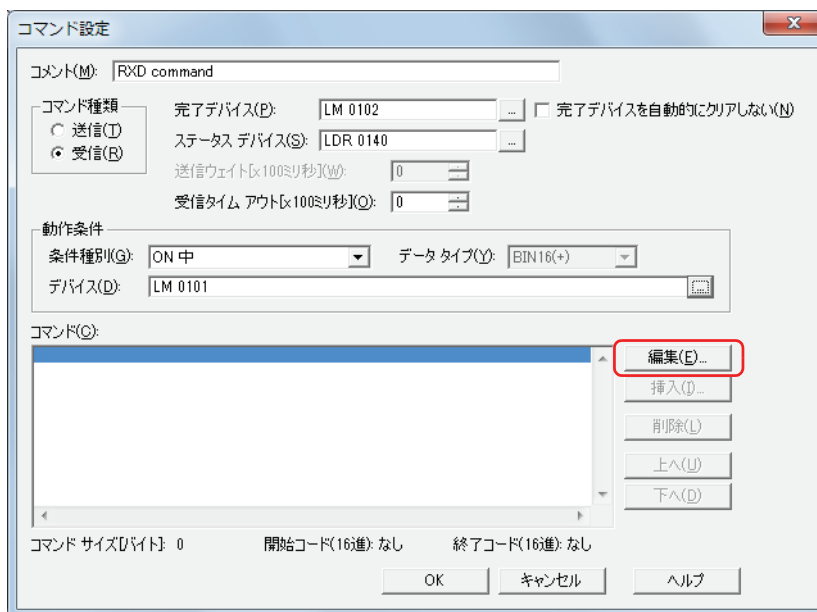 コマンド設定
コメント(M): RXD command
コマンド種類
送信(T)
受信(R)
完了デバイス(P): LM 0102 ... 完了デバイスを自動的にクリアしない(N)
ステータス デバイス(S): LDR 0140 ...
送信ウェイト[x100ミリ秒](W): 0
受信タイム アウト[x100ミリ秒](O): 0
動作条件
条件種別(G): ON 中 データ タイプ(Y): BIN16(+)
デバイス(D): LM 0101 ...
コマンド(C):
編集(E)...
挿入(I)...
削除(L)
上へ(U)
下へ(D)
コマンド サイズ[バイト]: 0 開始コード(16進): なし 終了コード(16進): なし
OK キャンセル ヘルプ